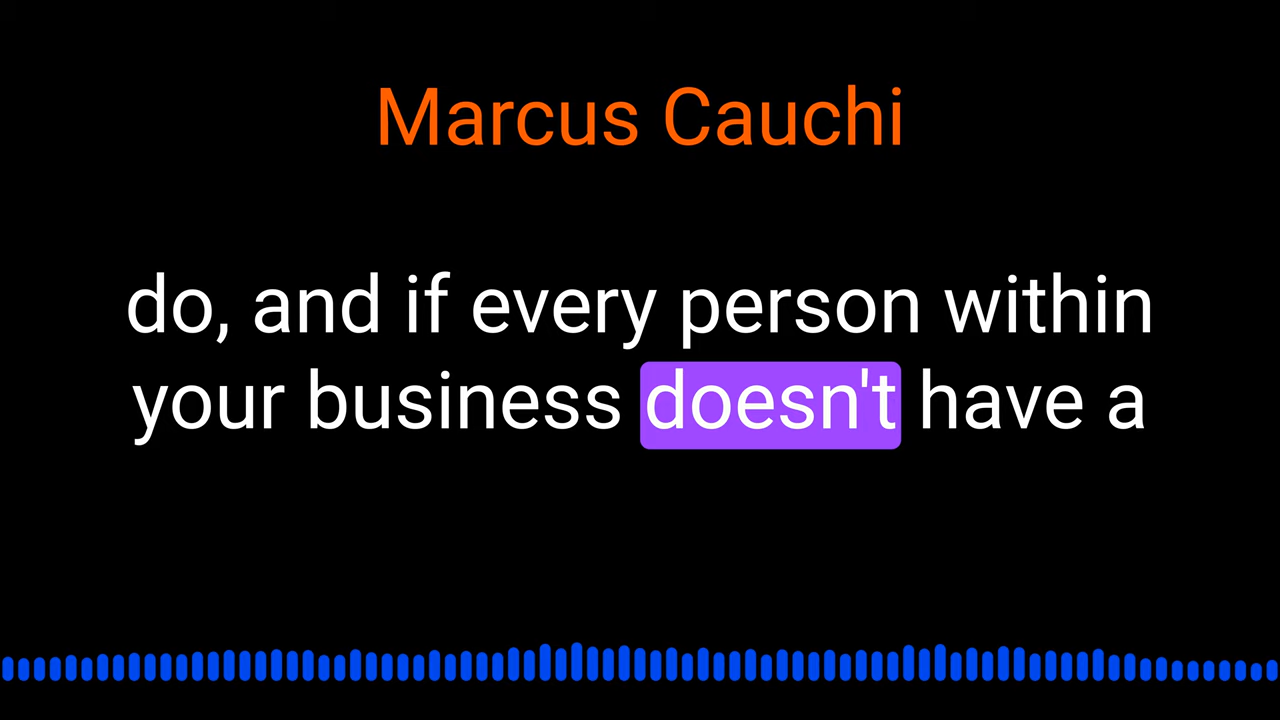 Marcus Cauchi
do, and if every person within
your business doesn't have a